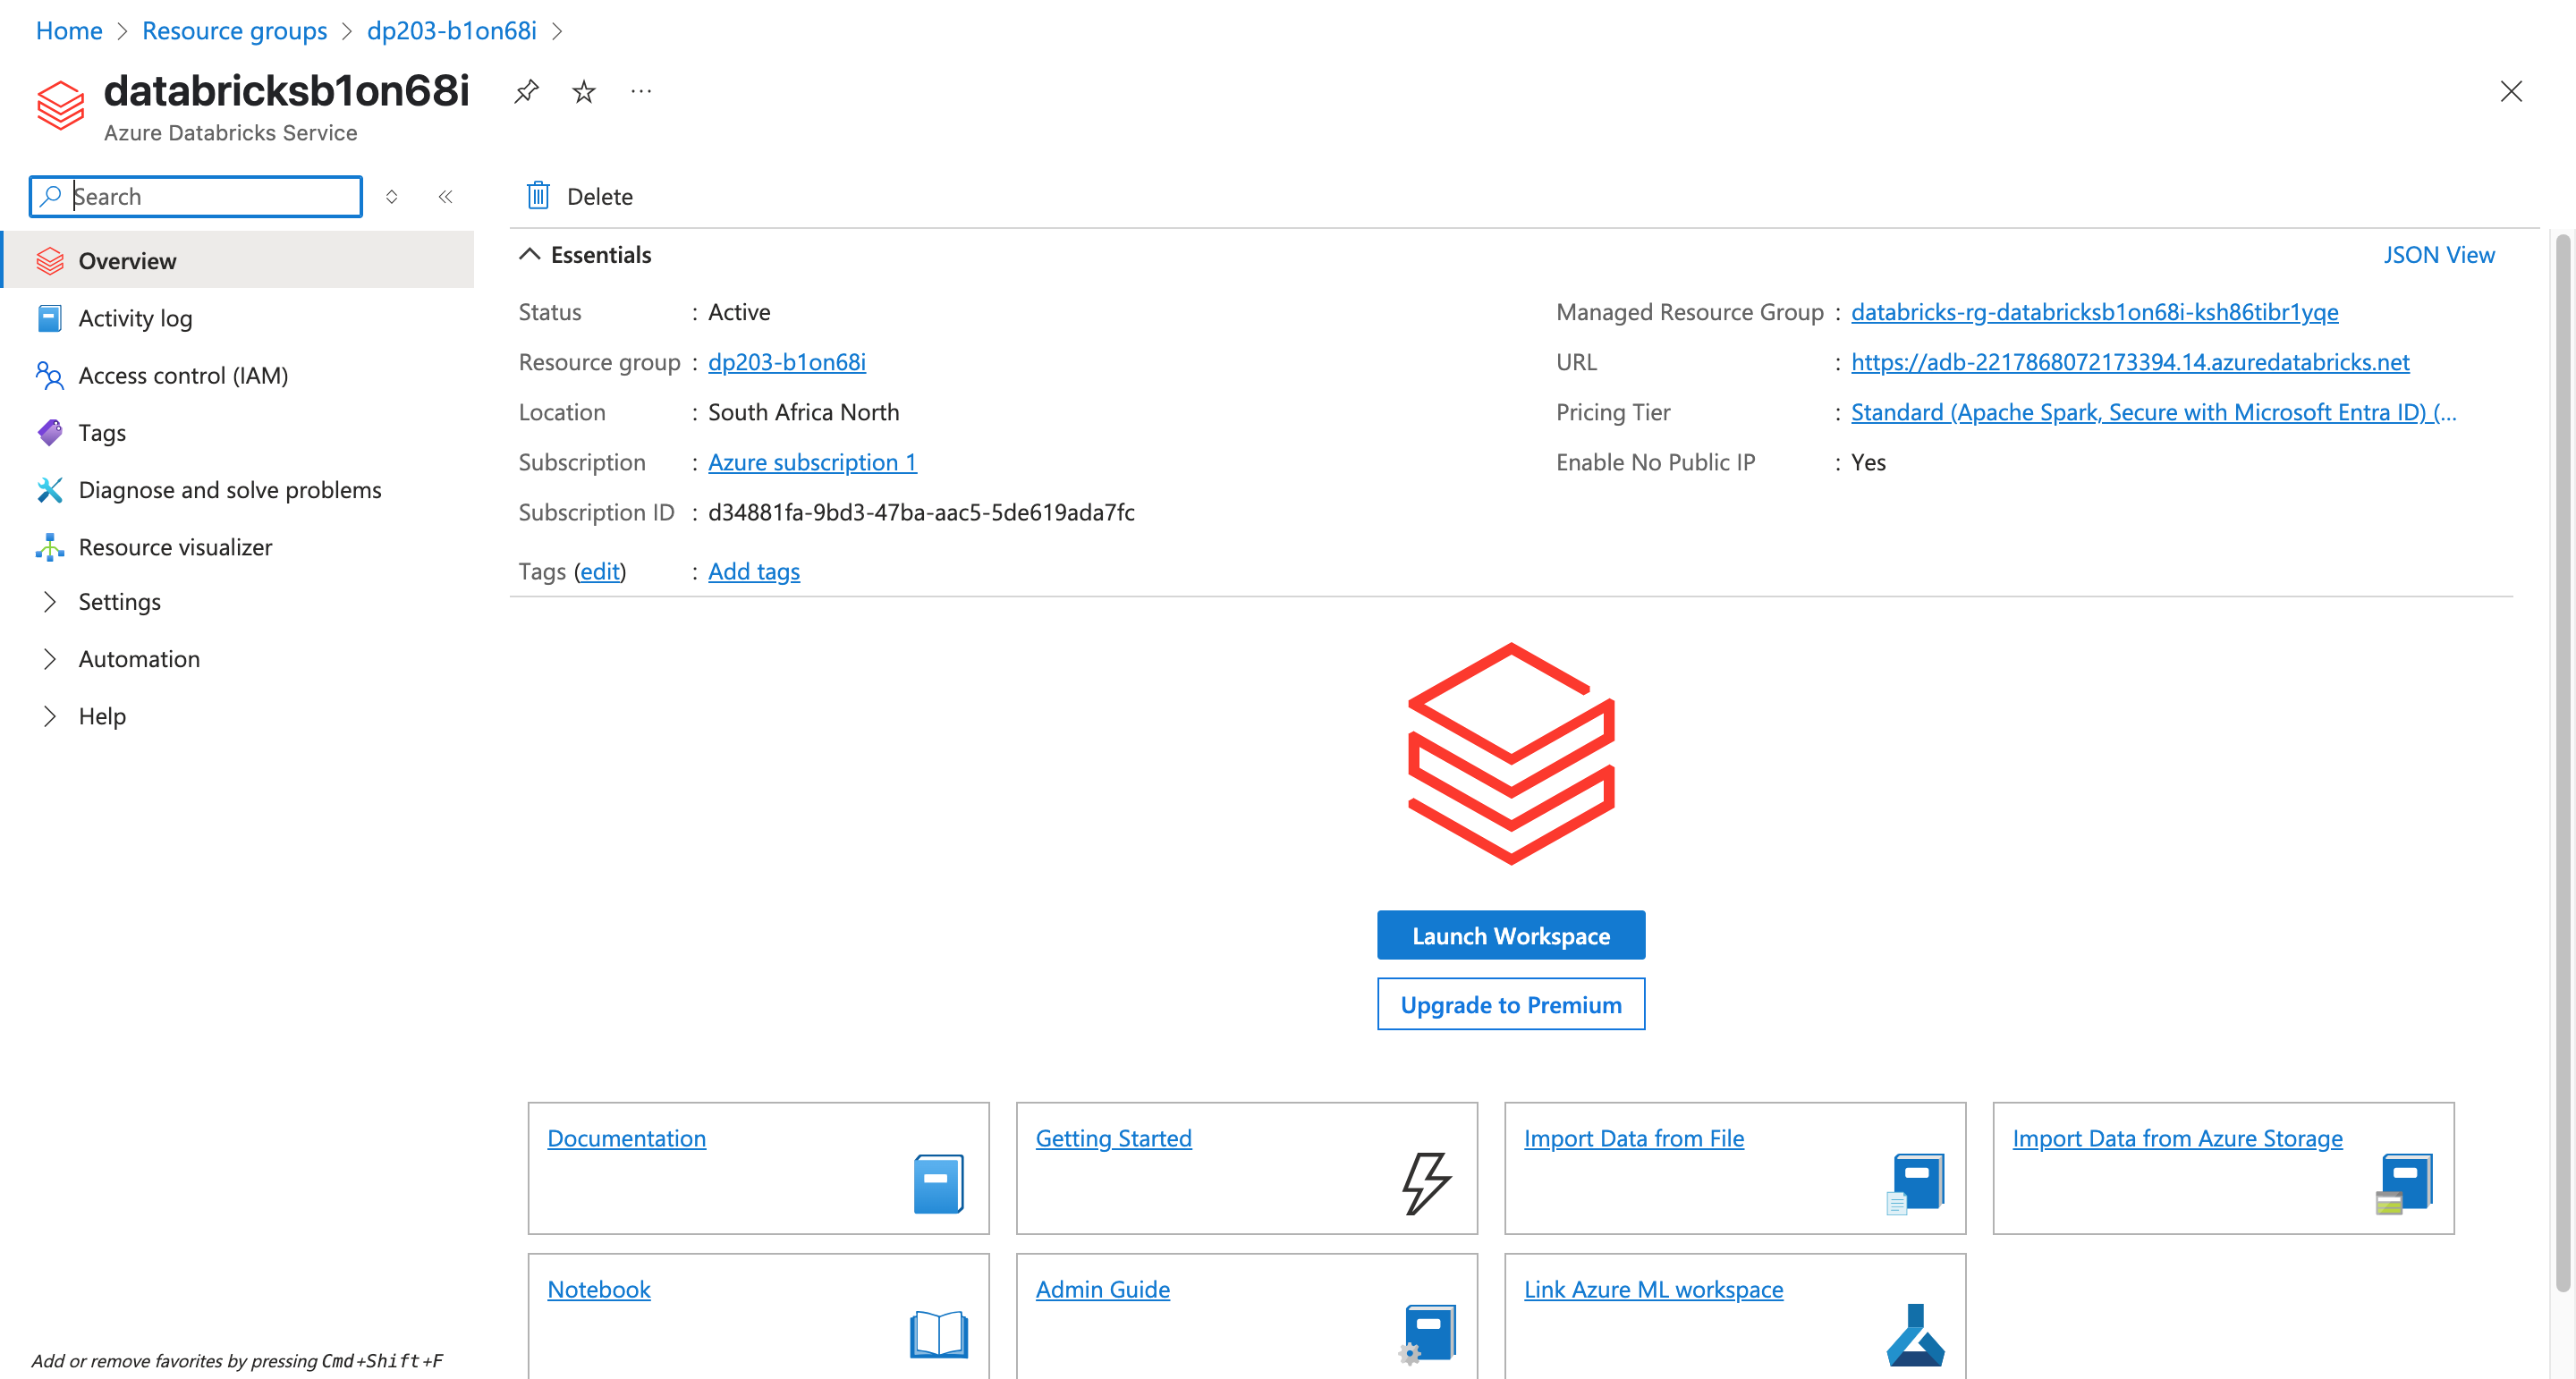 Home > Resource groups > dp203-b1on68i >
databricksb1on68i
Azure Databricks Service
Search
Delete
Overview
Activity log
Access control (IAM)
Tags
Diagnose and solve problems
Resource visualizer
Settings
Automation
Help
Add or remove favorites by pressing Cmd+Shift+F
Essentials
JSON View
Status : Active
Resource group : dp203-b1on68i
Location : South Africa North
Subscription : Azure subscription 1
Subscription ID : d34881fa-9bd3-47ba-aac5-5de619ada7fc
Tags (edit) : Add tags
Managed Resource Group : databricks-rg-databricksb1on68i-ksh86tibr1yqe
URL : https://adb-2217868072173394.14.azuredatabricks.net
Pricing Tier : Standard (Apache Spark, Secure with Microsoft Entra ID) (...
Enable No Public IP : Yes
Launch Workspace
Upgrade to Premium
Documentation
Getting Started
Import Data from File
Import Data from Azure Storage
Notebook
Admin Guide
Link Azure ML workspace